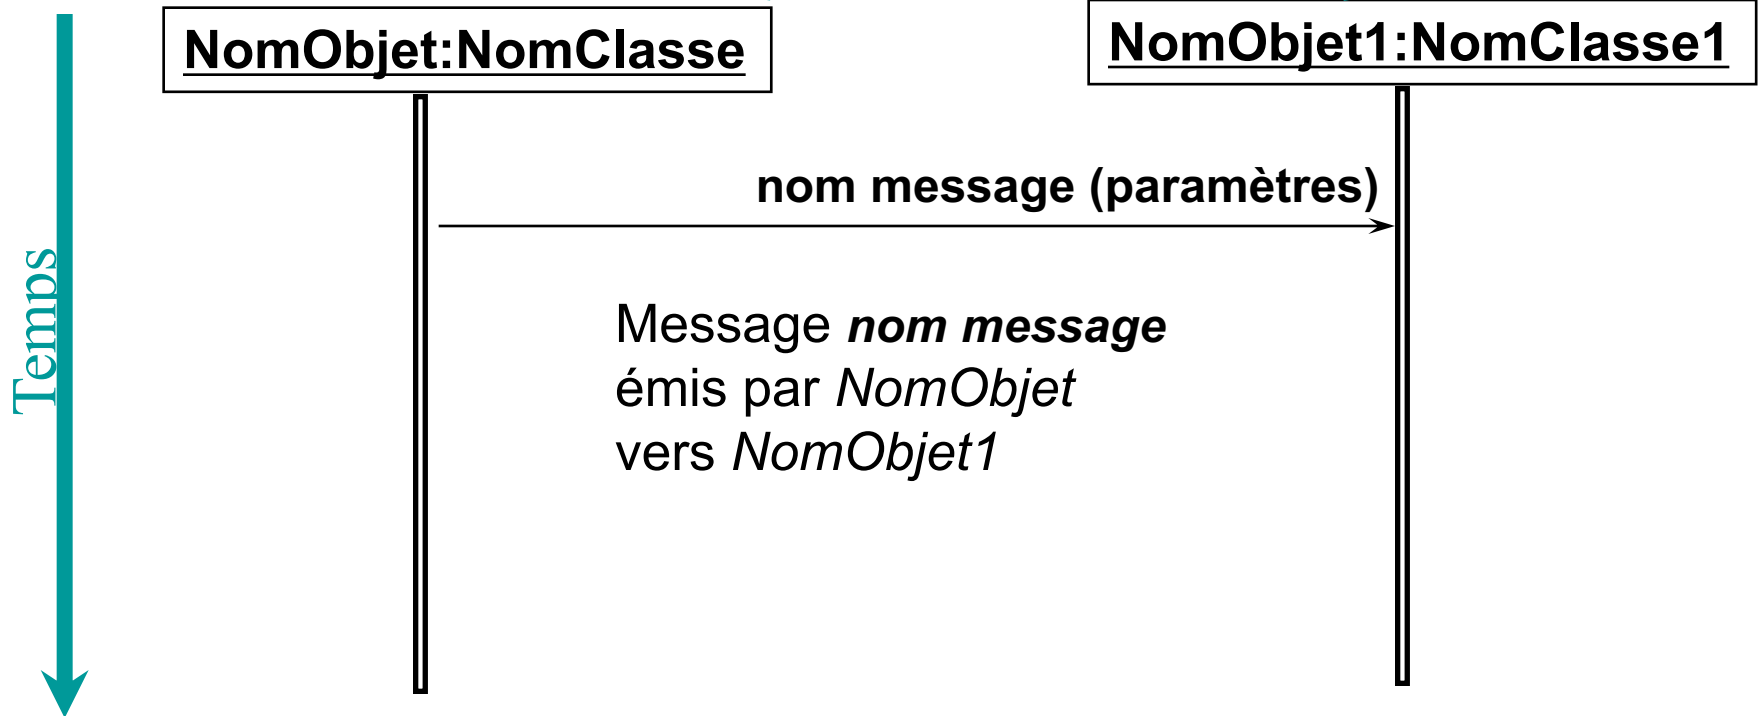 NomObjet:NomClasse
NomObjet1:NomClasse1
nom message (paramètres)
Temps
Message nom message
émis par NomObjet
vers NomObjet1